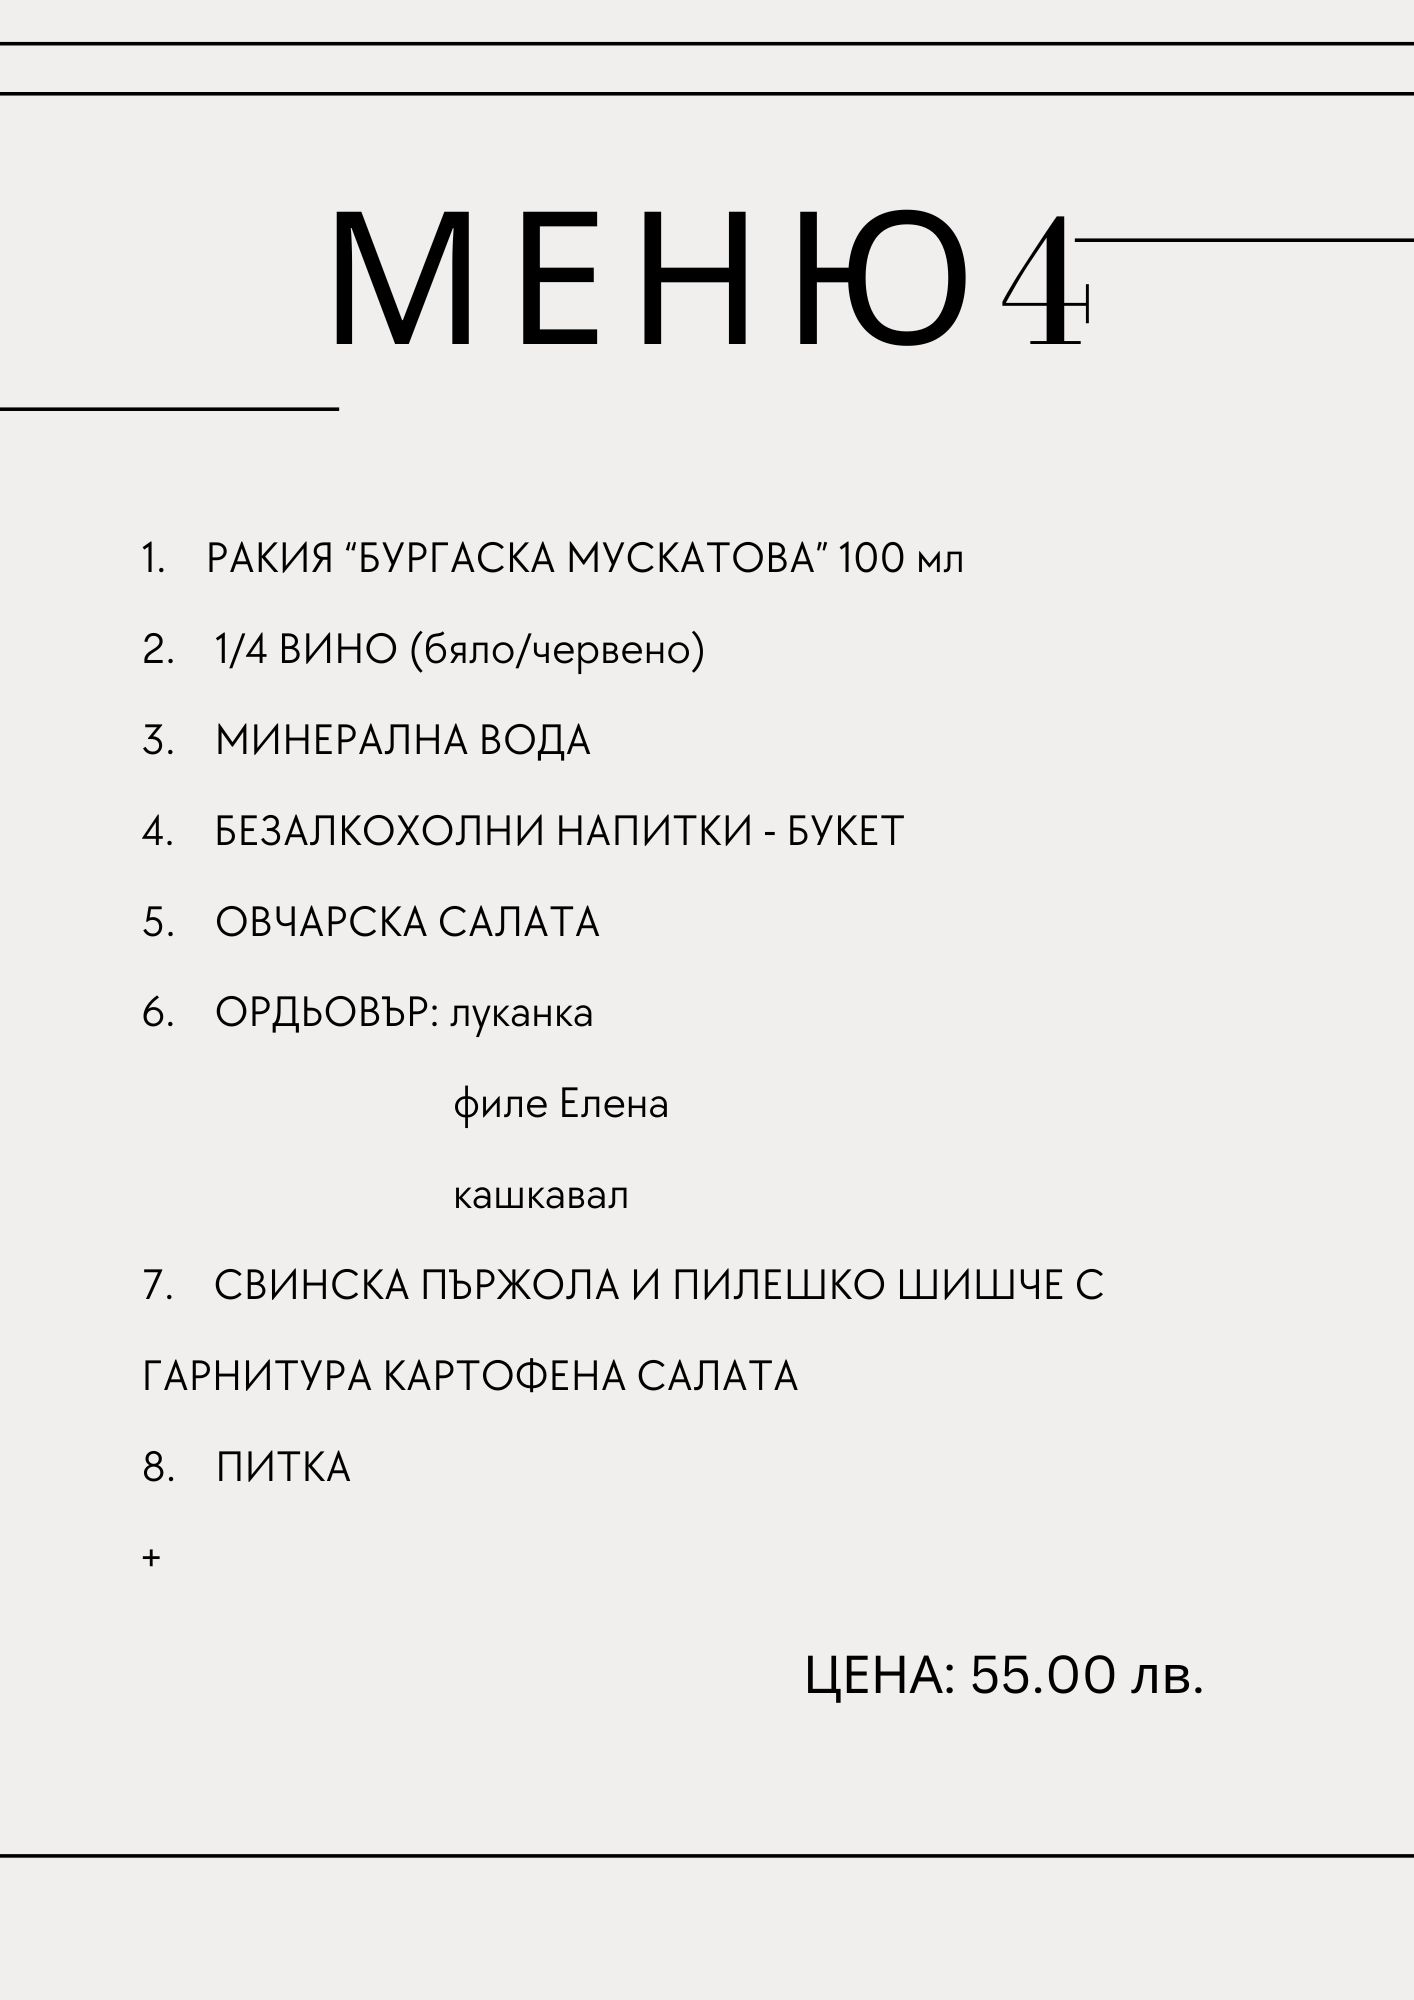 МЕНЮ4
1. РАКИЯ “БУРГАСКА МУСКАТОВА” 100 мл
2. 1/4 ВИНО (бяло/червено)
3. МИНЕРАЛНА ВОДА
4. БЕЗАЛКОХОЛНИ НАПИТКИ - БУКЕТ
5. ОВЧАРСКА САЛАТА
6. ОРДЬОВЪР: луканка
филе Елена
кашкавал
7. СВИНСКА ПЪРЖОЛА И ПИЛЕШКО ШИШЧЕ С
ГАРНИТУРА КАРТОФЕНА САЛАТА
8. ПИТКА
+
ЦЕНА: 55.00 лв.